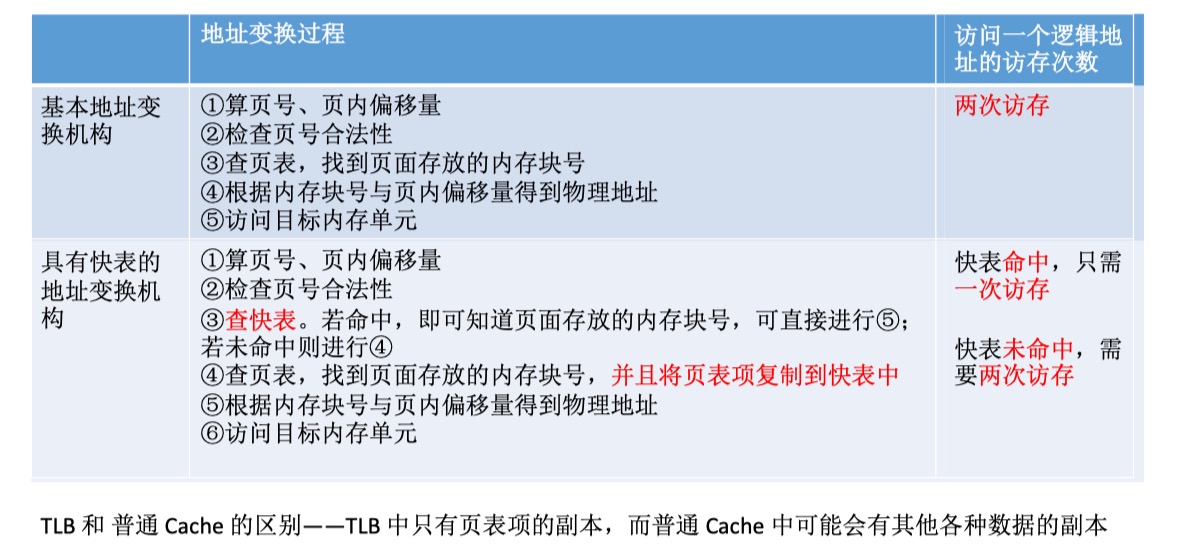 地址变换过程
访问一个逻辑地
址的访存次数
基本地址变
换机构
①算页号、页内偏移量
②检查页号合法性
③查页表，找到页面存放的内存块号
④根据内存块号与页内偏移量得到物理地址
⑤访问目标内存单元
两次访存
具有快表的
地址变换机
构
①算页号、页内偏移量
②检查页号合法性
③查快表。若命中，即可知道页面存放的内存块号，可直接进行⑤；
若未命中则进行④
④查页表，找到页面存放的内存块号，并且将页表项复制到快表中
⑤根据内存块号与页内偏移量得到物理地址
⑥访问目标内存单元
快表命中，只需
一次访存
快表未命中，需
要两次访存
TLB 和 普通 Cache 的区别——TLB 中只有页表项的副本，而普通 Cache 中可能会有其他各种数据的副本